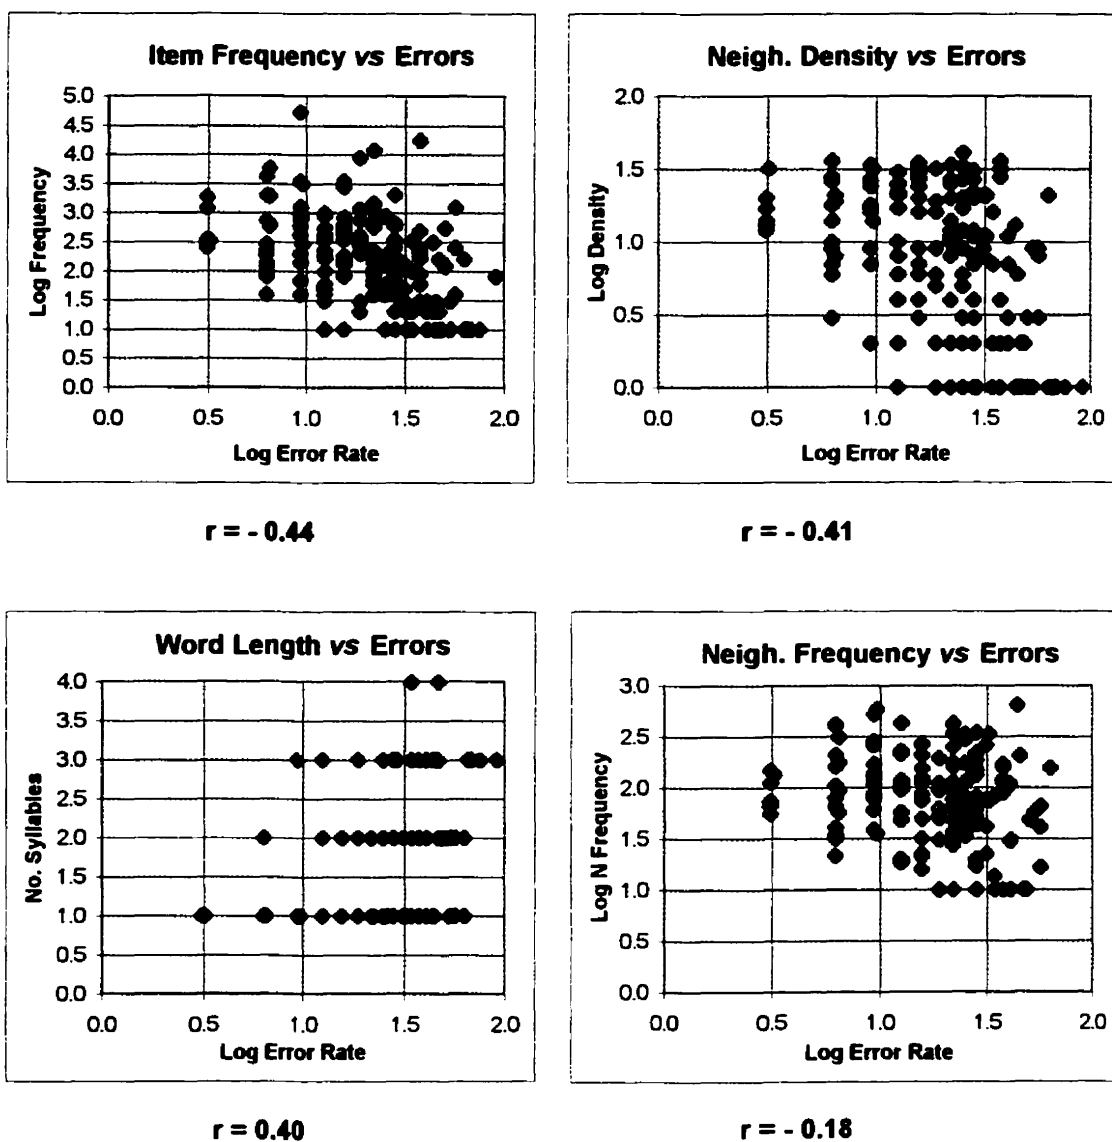 Item Frequency vs Errors
5.0
4.5
4.0
3.5
3.0
2.5
2.0
1.5
1.0
0.5
0.0
Log Frequency
0.0 0.5 1.0 1.5 2.0
Log Error Rate
r = - 0.44
Neigh. Density vs Errors
2.0
1.5
1.0
0.5
0.0
Log Density
0.0 0.5 1.0 1.5 2.0
Log Error Rate
r = - 0.41
Word Length vs Errors
4.0
3.5
3.0
2.5
2.0
1.5
1.0
0.5
0.0
No. Syllables
0.0 0.5 1.0 1.5 2.0
Log Error Rate
r = 0.40
Neigh. Frequency vs Errors
3.0
2.5
2.0
1.5
1.0
0.5
0.0
Log N Frequency
0.0 0.5 1.0 1.5 2.0
Log Error Rate
r = - 0.18